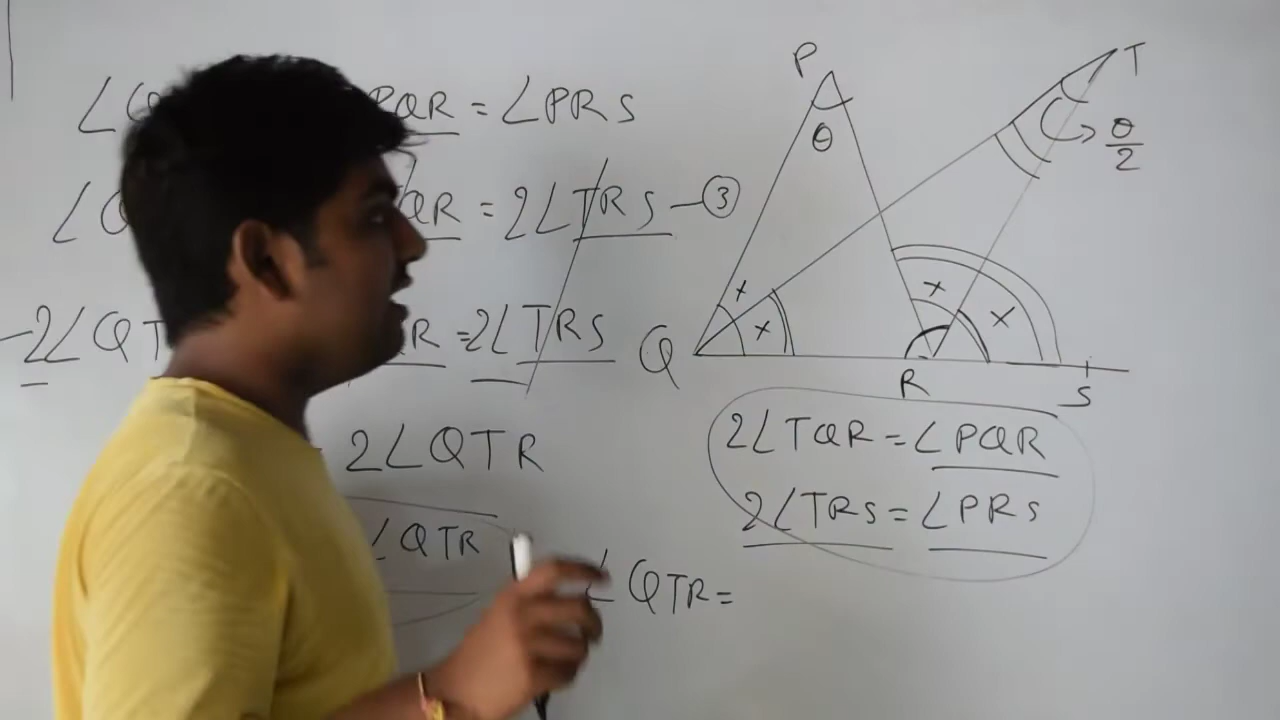 ∠Q PQR = ∠PRS
∠Q QR = 2∠TRS — ③
-2∠QT R = 2∠TRS
2∠QTR
∠QTR
∠QTR =
P
T
θ
θ/2
x
x
x
x
Q
R
S
2∠TQR = ∠PQR
2∠TRS = ∠PRS